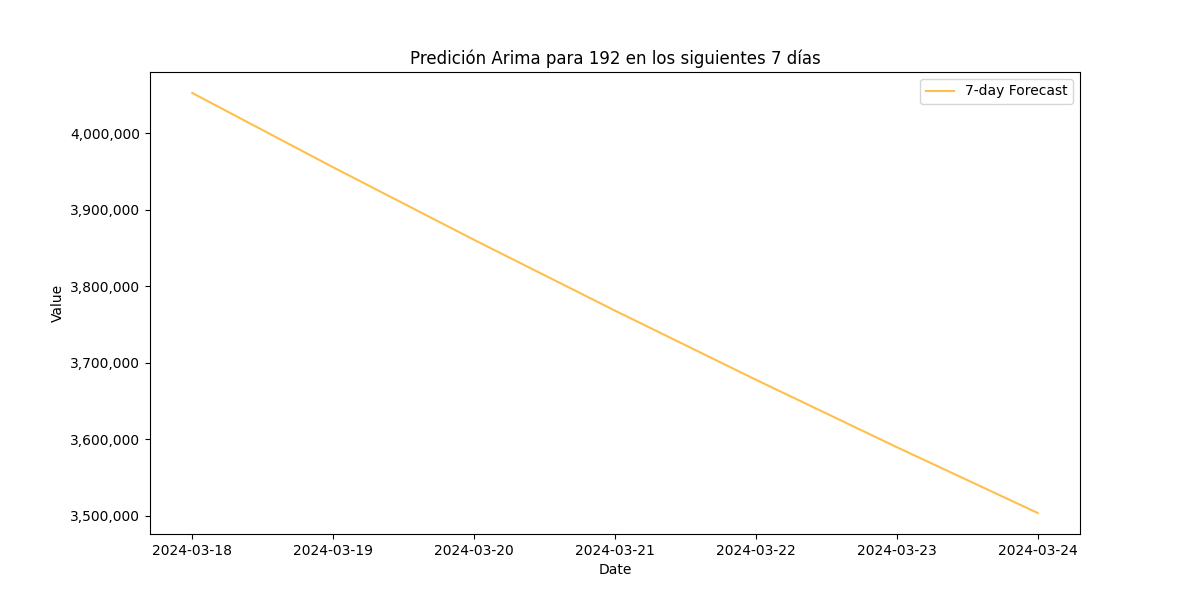 Predición Arima para 192 en los siguientes 7 días
7-day Forecast
4,000,000
3,900,000
3,800,000
3,700,000
3,600,000
3,500,000
Value
2024-03-18 2024-03-19 2024-03-20 2024-03-21 2024-03-22 2024-03-23 2024-03-24
Date